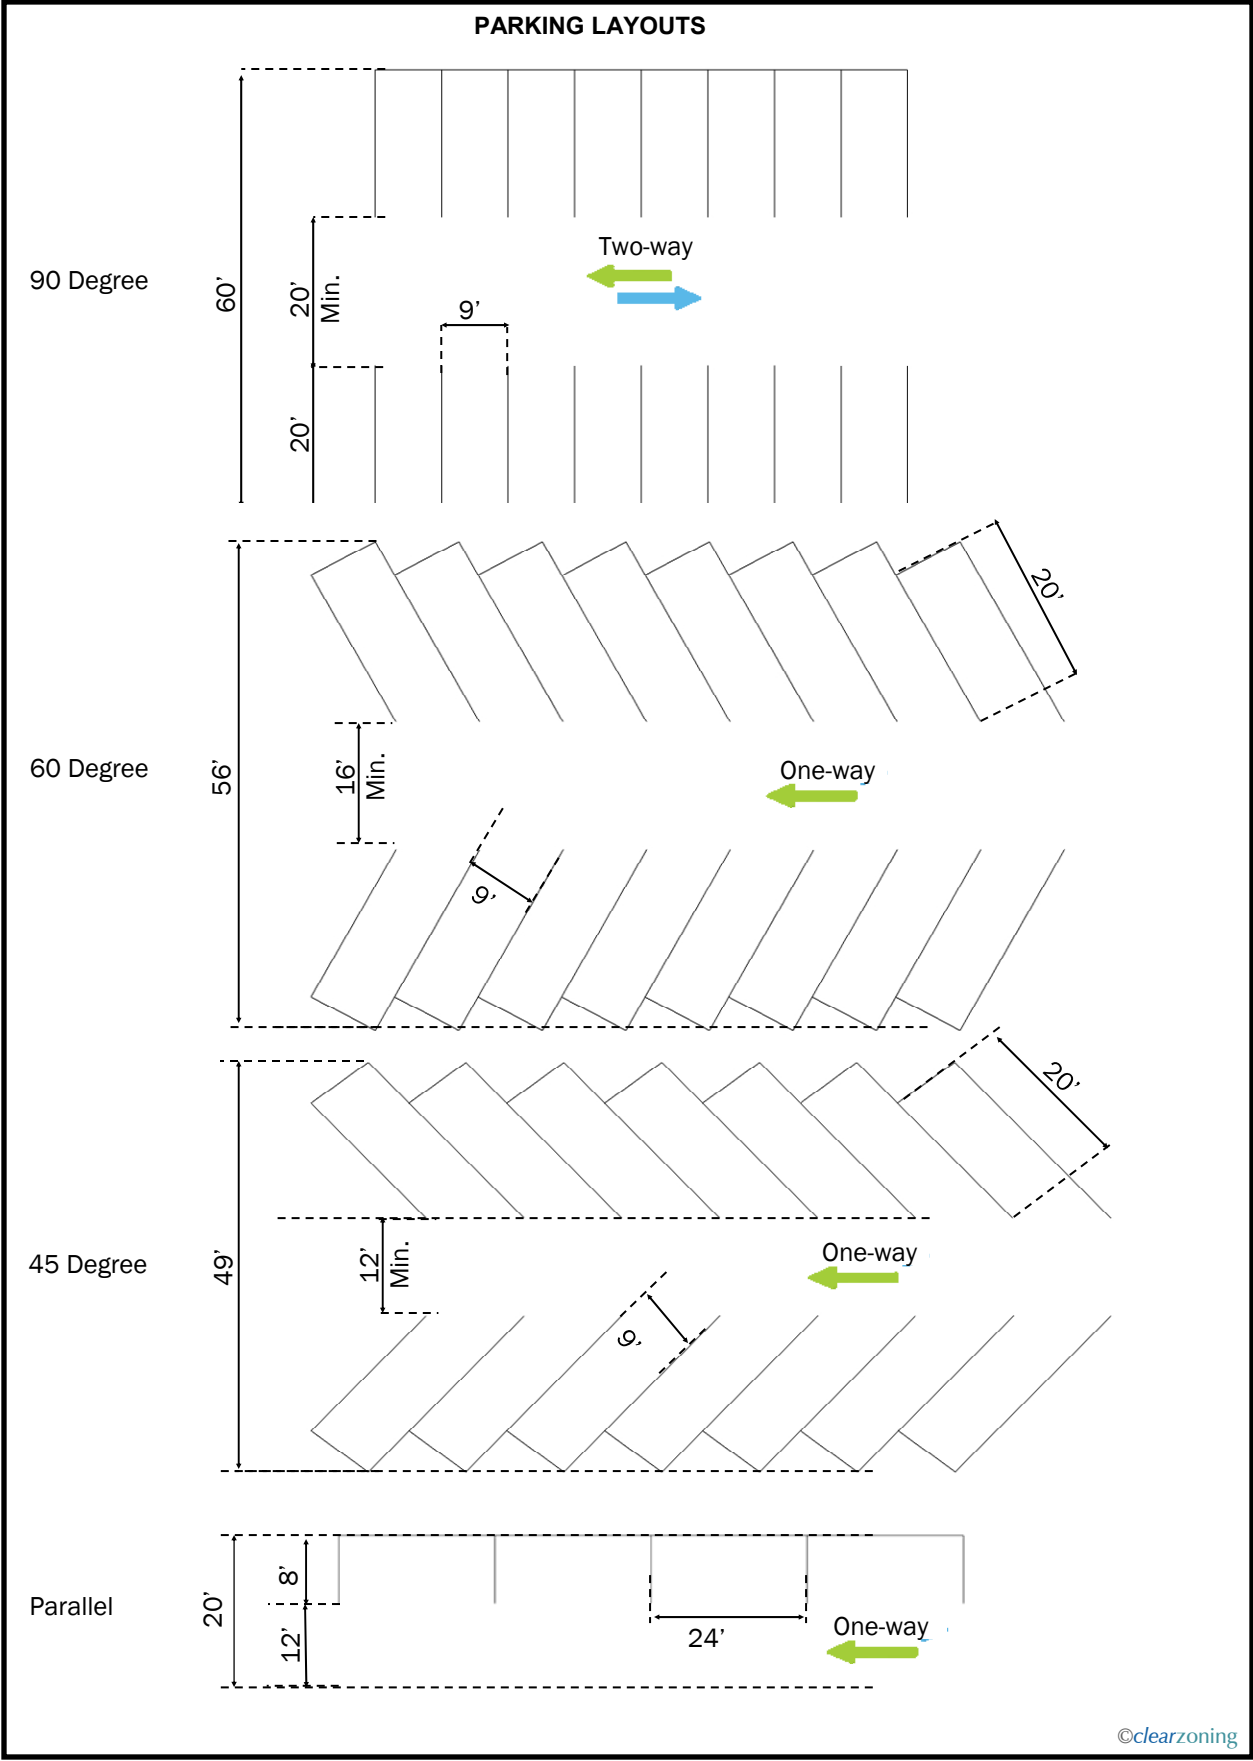 PARKING LAYOUTS
90 Degree
60'
20'
Min.
20'
9'
Two-way
60 Degree
56'
16'
Min.
9'
20'
One-way
45 Degree
49'
12'
Min.
9'
20'
One-way
Parallel
20'
8'
12'
24'
One-way
©clearzoning